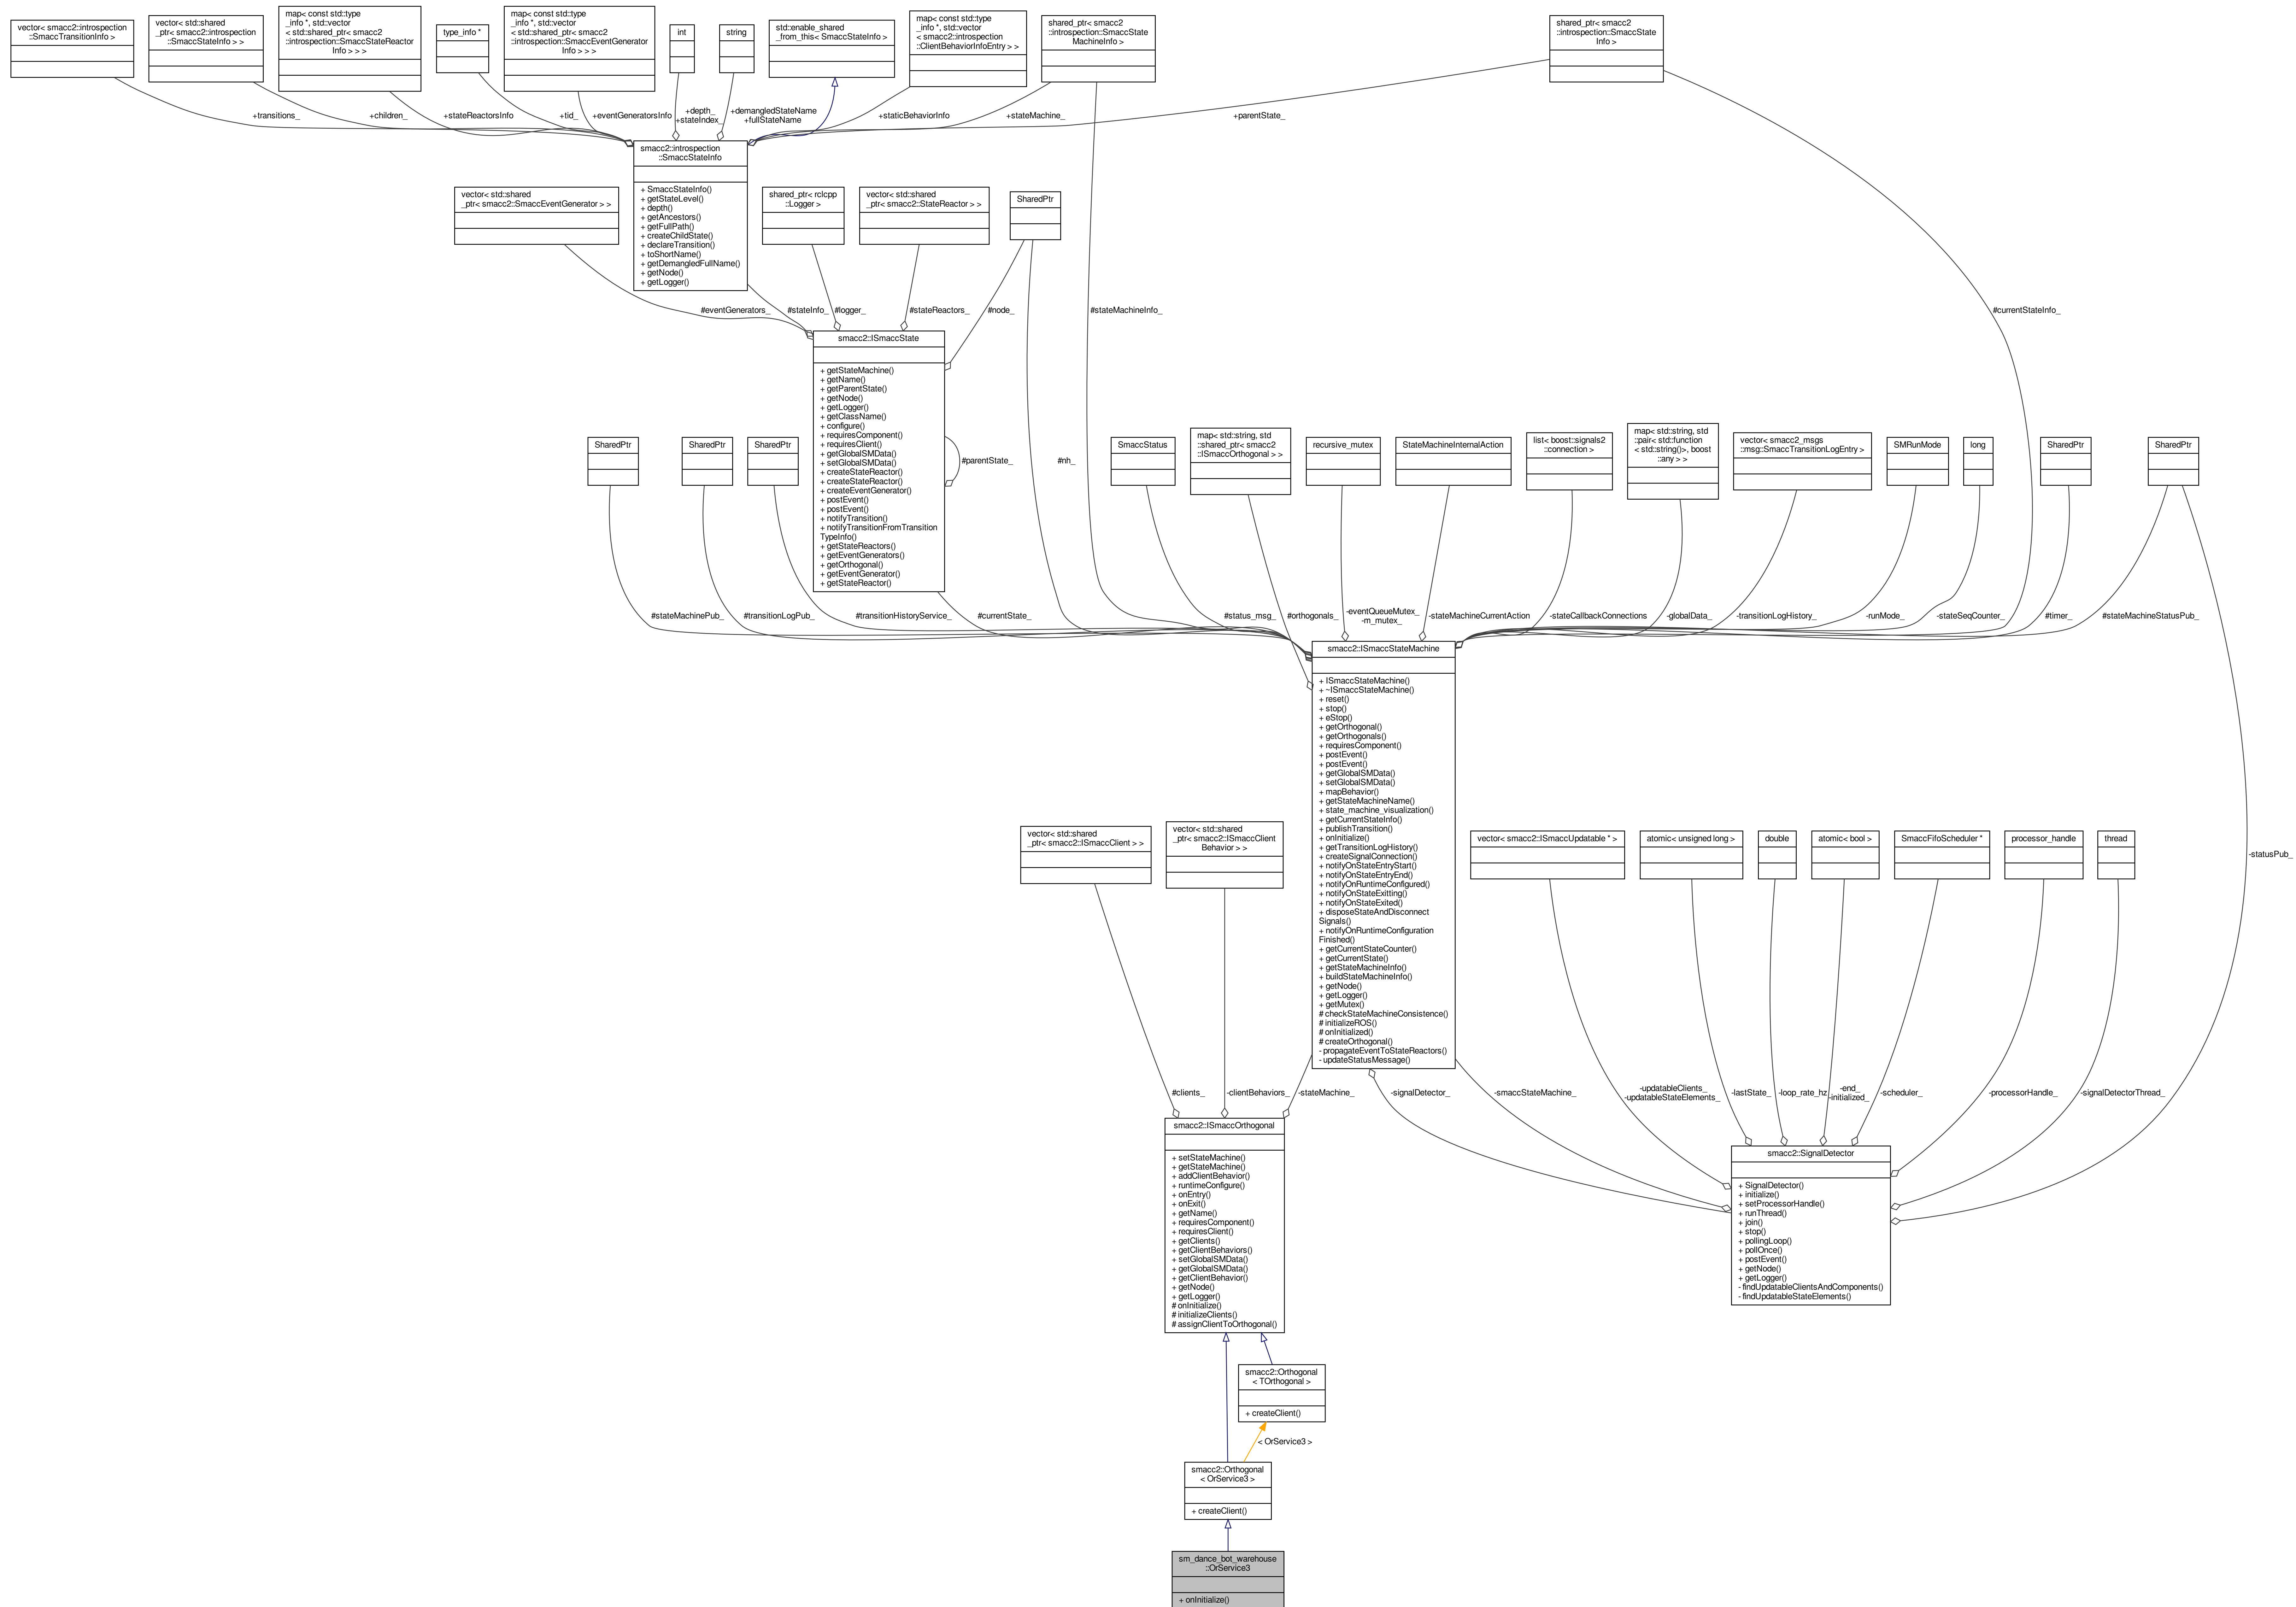 vector< smacc2::introspection
::SmaccTransitionInfo >
vector< std::shared
_ptr< smacc2::introspection
::SmaccStateInfo > >
map< const std::type
_info *, std::vector
< std::shared_ptr< smacc2
::introspection::SmaccStateReactor
Info > > >
type_info *
map< const std::type
_info *, std::vector
< std::shared_ptr< smacc2
::introspection::SmaccEventGenerator
Info > > >
int
string
std::enable_shared
_from_this< SmaccStateInfo >
map< const std::type
_info *, std::vector
< smacc2::introspection
::ClientBehaviorInfoEntry > >
shared_ptr< smacc2
::introspection::SmaccState
MachineInfo >
shared_ptr< smacc2
::introspection::SmaccState
Info >
+transitions_
+children_
+stateReactorsInfo
+tid_
+eventGeneratorsInfo
+depth_
+stateIndex_
+demangledStateName
+fullStateName
+staticBehaviorInfo
+stateMachine_
+parentState_
smacc2::introspection
::SmaccStateInfo
+ SmaccStateInfo()
+ getStateLevel()
+ depth()
+ getAncestors()
+ getFullPath()
+ createChildState()
+ declareTransition()
+ toShortName()
+ getDemangledFullName()
+ getNode()
+ getLogger()
vector< std::shared
_ptr< smacc2::SmaccEventGenerator > >
shared_ptr< rclcpp
::Logger >
vector< std::shared
_ptr< smacc2::StateReactor > >
SharedPtr
#eventGenerators_
#stateInfo_
#logger_
#stateReactors_
#node_
#stateMachineInfo_
#currentStateInfo_
smacc2::ISmaccState
+ getStateMachine()
+ getName()
+ getParentState()
+ getNode()
+ getLogger()
+ getClassName()
+ configure()
+ requiresComponent()
+ requiresClient()
+ getGlobalSMData()
+ setGlobalSMData()
+ createStateReactor()
+ createStateReactor()
+ createEventGenerator()
+ postEvent()
+ postEvent()
+ notifyTransition()
+ notifyTransitionFromTransition
TypeInfo()
+ getStateReactors()
+ getEventGenerators()
+ getOrthogonal()
+ getEventGenerator()
+ getStateReactor()
#parentState_
#nh_
SharedPtr
SharedPtr
SharedPtr
SmaccStatus
map< std::string, std
::shared_ptr< smacc2
::ISmaccOrthogonal > >
recursive_mutex
StateMachineInternalAction
list< boost::signals2
::connection >
map< std::string, std
::pair< std::function
< std::string()>, boost
::any > >
vector< smacc2_msgs
::msg::SmaccTransitionLogEntry >
SMRunMode
long
SharedPtr
SharedPtr
#stateMachinePub_
#transitionLogPub_
#transitionHistoryService_
#currentState_
#status_msg_
#orthogonals_
-eventQueueMutex_
-m_mutex_
-stateMachineCurrentAction
-stateCallbackConnections
-globalData_
-transitionLogHistory_
-runMode_
-stateSeqCounter_
#timer_
#stateMachineStatusPub_
smacc2::ISmaccStateMachine
+ ISmaccStateMachine()
+ ~ISmaccStateMachine()
+ reset()
+ stop()
+ eStop()
+ getOrthogonal()
+ getOrthogonals()
+ requiresComponent()
+ postEvent()
+ postEvent()
+ getGlobalSMData()
+ setGlobalSMData()
+ mapBehavior()
+ getStateMachineName()
+ state_machine_visualization()
+ getCurrentStateInfo()
+ publishTransition()
+ onInitialize()
+ getTransitionLogHistory()
+ createSignalConnection()
+ notifyOnStateEntryStart()
+ notifyOnStateEntryEnd()
+ notifyOnRuntimeConfigured()
+ notifyOnStateExitting()
+ notifyOnStateExited()
+ disposeStateAndDisconnect
Signals()
+ notifyOnRuntimeConfiguration
Finished()
+ getCurrentStateCounter()
+ getCurrentState()
+ getStateMachineInfo()
+ buildStateMachineInfo()
+ getNode()
+ getLogger()
+ getMutex()
# checkStateMachineConsistence()
# initializeROS()
# onInitialized()
# createOrthogonal()
- propagateEventToStateReactors()
- updateStatusMessage()
vector< std::shared
_ptr< smacc2::ISmaccClient > >
vector< std::shared
_ptr< smacc2::ISmaccClient
Behavior > >
vector< smacc2::ISmaccUpdatable * >
atomic< unsigned long >
double
atomic< bool >
SmaccFifoScheduler *
processor_handle
thread
-statusPub_
#clients_
-clientBehaviors_
-stateMachine_
-signalDetector_
-smaccStateMachine_
-updatableClients_
-updatableStateElements_
-lastState_
-loop_rate_hz
-end_
-initialized_
-scheduler_
-processorHandle_
-signalDetectorThread_
smacc2::ISmaccOrthogonal
+ setStateMachine()
+ getStateMachine()
+ addClientBehavior()
+ runtimeConfigure()
+ onEntry()
+ onExit()
+ getName()
+ requiresComponent()
+ requiresClient()
+ getClients()
+ getClientBehaviors()
+ setGlobalSMData()
+ getGlobalSMData()
+ getClientBehavior()
+ getNode()
+ getLogger()
# onInitialize()
# initializeClients()
# assignClientToOrthogonal()
smacc2::SignalDetector
+ SignalDetector()
+ initialize()
+ setProcessorHandle()
+ runThread()
+ join()
+ stop()
+ pollingLoop()
+ pollOnce()
+ postEvent()
+ getNode()
+ getLogger()
- findUpdatableClientsAndComponents()
- findUpdatableStateElements()
smacc2::Orthogonal
< TOrthogonal >
+ createClient()
< OrService3 >
smacc2::Orthogonal
< OrService3 >
+ createClient()
sm_dance_bot_warehouse
::OrService3
+ onInitialize()